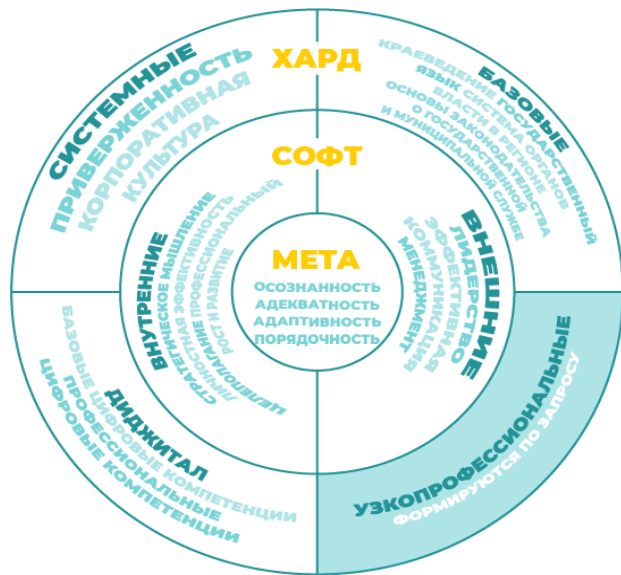 ХАРД
СИСТЕМНЫЕ
ПРИВЕРЖЕННОСТЬ
КОРПОРАТИВНАЯ
КУЛЬТУРА
БАЗОВЫЕ
КРАЕВЕДЕНИЕ ГОСУДАРСТВЕННЫЙ
ЯЗЫК СИСТЕМА ОРГАНОВ
ВЛАСТИ В РЕГИОНЕ
ОСНОВЫ ЗАКОНОДАТЕЛЬСТВА
О ГОСУДАРСТВЕННОЙ
И МУНИЦИПАЛЬНОЙ СЛУЖБЕ
СОФТ
ВНУТРЕННИЕ
СТРАТЕГИЧЕСКОЕ МЫШЛЕНИЕ
ЛИЧНОСТНАЯ ЭФФЕКТИВНОСТЬ
ЦЕЛЕПОЛАГАНИЕ ПРОФЕССИОНАЛЬНЫЙ
РОСТ И РАЗВИТИЕ
ВНЕШНИЕ
ЛИДЕРСТВО
ЭФФЕКТИВНАЯ
КОММУНИКАЦИЯ
МЕНЕДЖМЕНТ
МЕТА
ОСОЗНАННОСТЬ
АДЕКВАТНОСТЬ
АДАПТИВНОСТЬ
ПОРЯДОЧНОСТЬ
ДИДЖИТАЛ
БАЗОВЫЕ ЦИФРОВЫЕ КОМПЕТЕНЦИИ
ПРОФЕССИОНАЛЬНЫЕ
ЦИФРОВЫЕ КОМПЕТЕНЦИИ
УЗКОПРОФЕССИОНАЛЬНЫЕ
ФОРМИРУЮТСЯ ПО ЗАПРОСУ